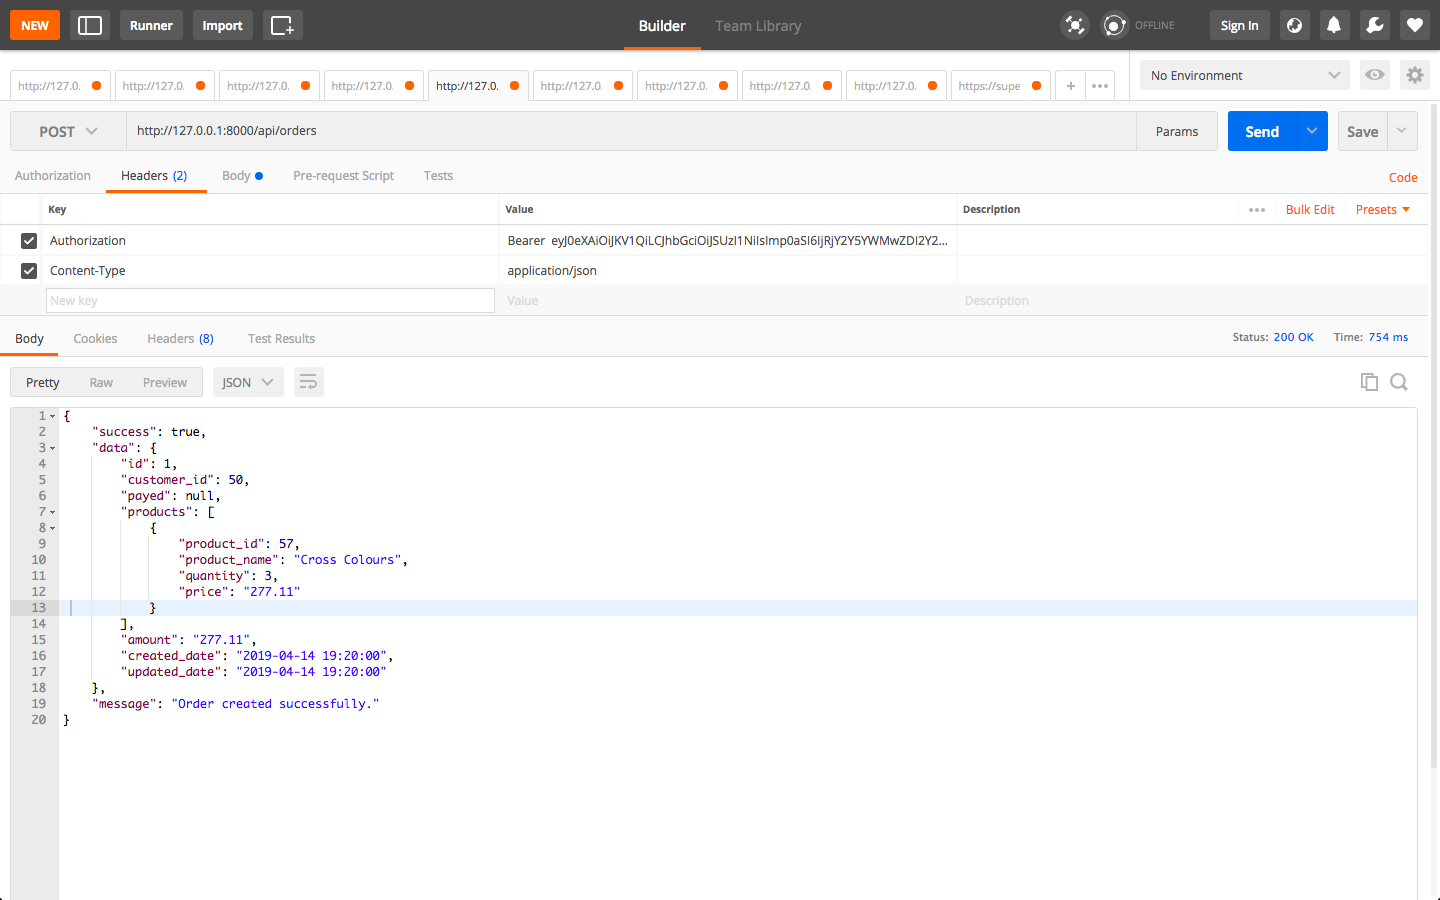 NEW Runner Import Builder Team Library OFFLINE Sign In
http://127.0. http://127.0. http://127.0. http://127.0. http://127.0. http://127.0. http://127.0. http://127.0. http://127.0. https://supe + ••• No Environment
POST http://127.0.0.1:8000/api/orders Params Send Save
Authorization Headers (2) Body Pre-request Script Tests Code
Key Value Description ••• Bulk Edit Presets
Authorization Bearer eyJ0eXAiOiJKV1QiLCJhbGciOiJSUzI1NiIsImp0aSI6IjRjY2Y5YWMwZDI2Y2...
Content-Type application/json
New key Value Description
Body Cookies Headers (8) Test Results Status: 200 OK Time: 754 ms
Pretty Raw Preview JSON
1 {
2 "success": true,
3 "data": {
4 "id": 1,
5 "customer_id": 50,
6 "payed": null,
7 "products": [
8 {
9 "product_id": 57,
10 "product_name": "Cross Colours",
11 "quantity": 3,
12 "price": "277.11"
13 }
14 ],
15 "amount": "277.11",
16 "created_date": "2019-04-14 19:20:00",
17 "updated_date": "2019-04-14 19:20:00"
18 },
19 "message": "Order created successfully."
20 }